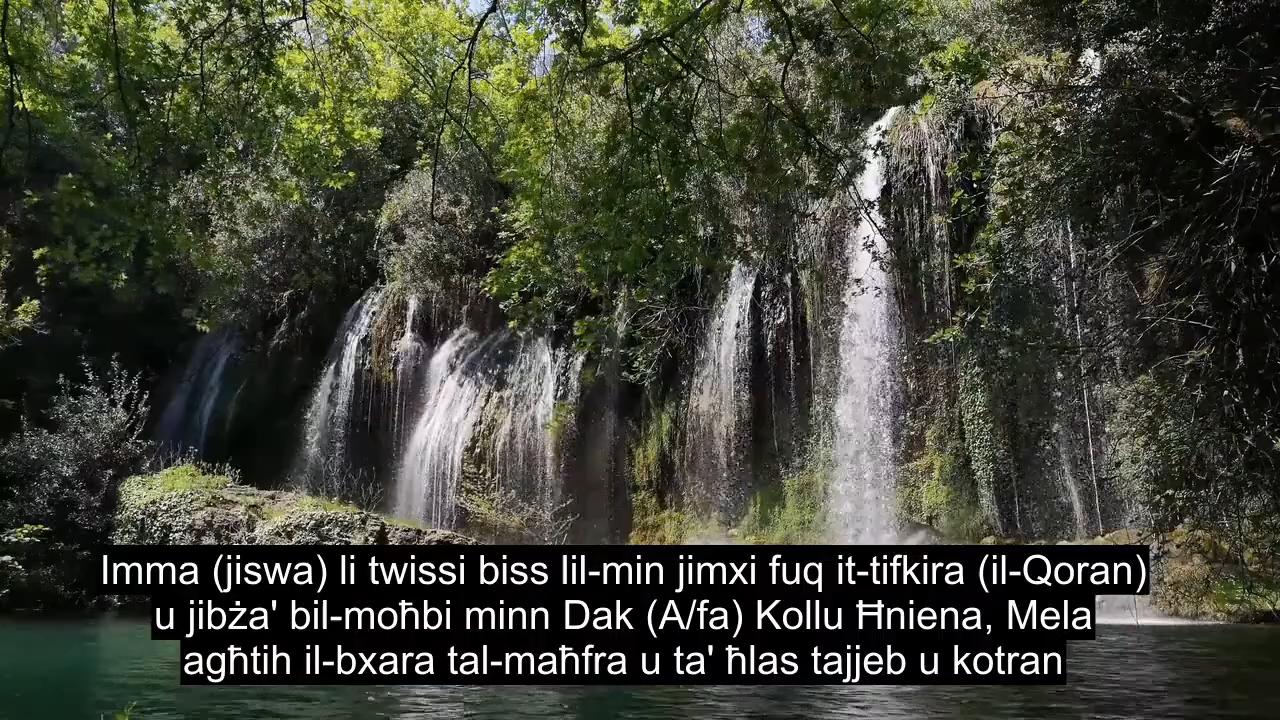 Imma (jiswa) li twissi biss lil-min jimxi fuq it-tifkira (il-Qoran)
u jibża' bil-moħbi minn Dak (A/fa) Kollu Ħniena, Mela
agħtih il-bxara tal-maħfra u ta' ħlas tajjeb u kotran